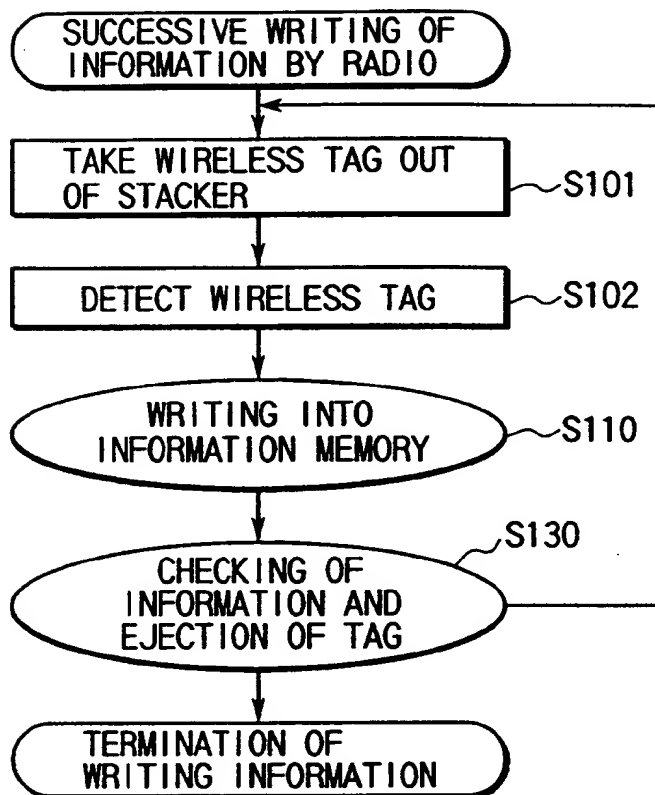 SUCCESSIVE WRITING OF
INFORMATION BY RADIO
TAKE WIRELESS TAG OUT
OF STACKER
S101
DETECT WIRELESS TAG
S102
WRITING INTO
INFORMATION MEMORY
S110
S130
CHECKING OF
INFORMATION AND
EJECTION OF TAG
TERMINATION OF
WRITING INFORMATION